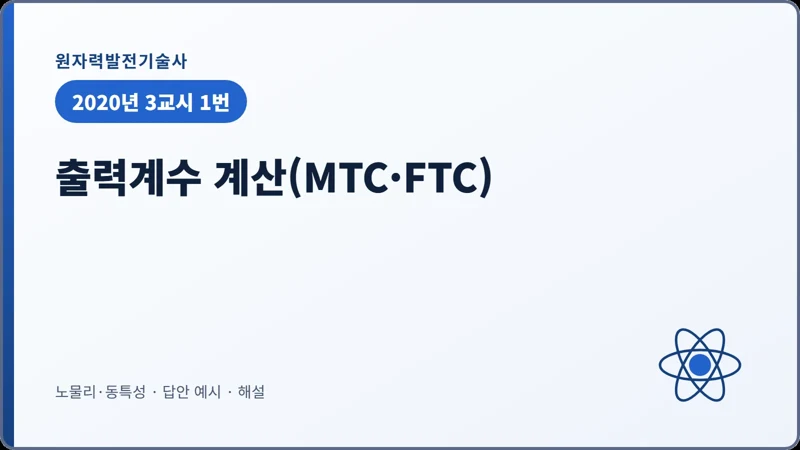 원자력발전기술사
2020년 3교시 1번
출력계수 계산(MTC·FTC)
노물리·동특성 · 답안 예시 · 해설